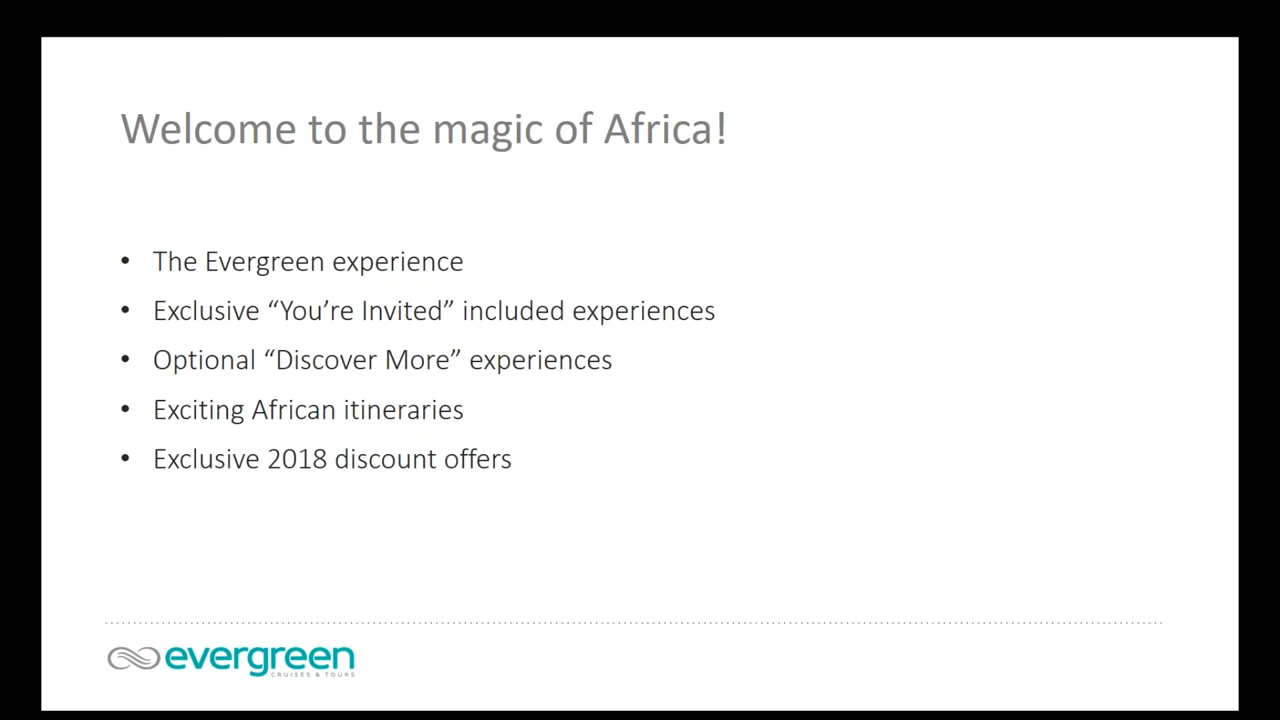 Welcome to the magic of Africa!
• The Evergreen experience
• Exclusive “You’re Invited” included experiences
• Optional “Discover More” experiences
• Exciting African itineraries
• Exclusive 2018 discount offers
evergreen
CRUISES & TOURS